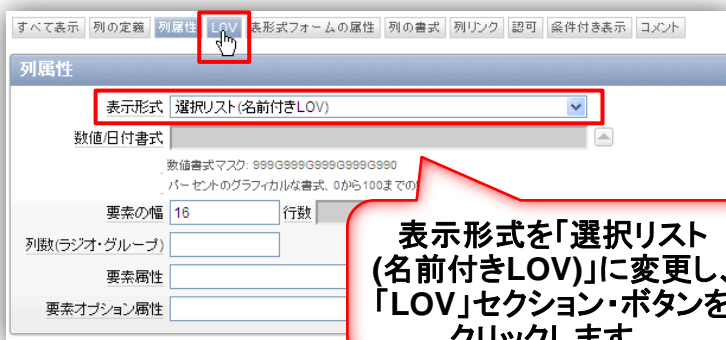 すべて表示 列の定義 列属性 LOV 表形式フォームの属性 列の書式 列リンク 認可 条件付き表示 コメント
列属性
表示形式 選択リスト(名前付きLOV)
数値/日付書式
数値書式マスク: 999G999G999G999G990
パーセントのグラフィカルな書式、0から100までの
要素の幅 16 行数
列数(ラジオ・グループ)
要素属性
要素オプション属性
表示形式を「選択リスト
(名前付きLOV)」に変更し、
「LOV」セクション・ボタンを
クリックします